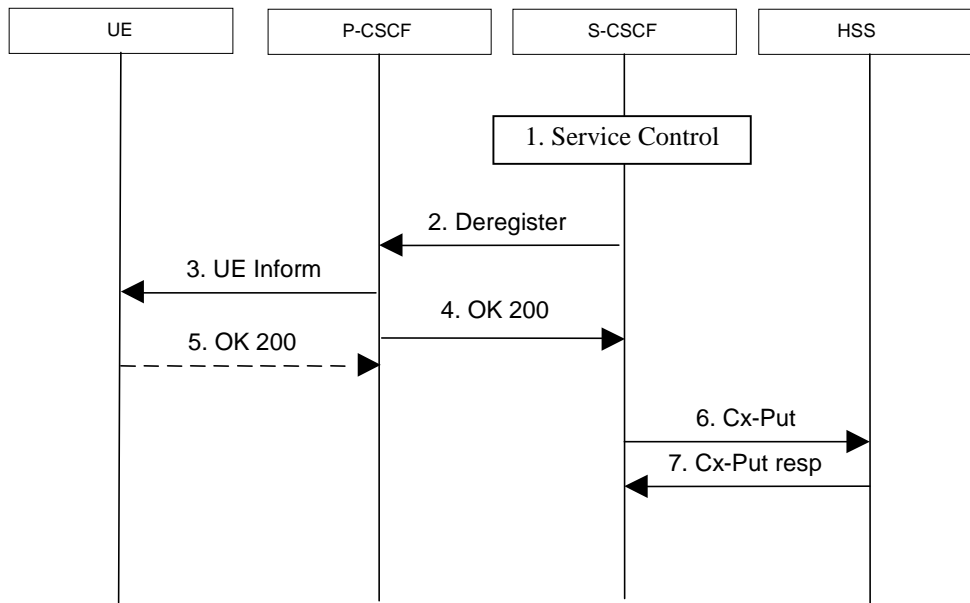 UE
P-CSCF
S-CSCF
HSS
1. Service Control
2. Deregister
3. UE Inform
4. OK 200
5. OK 200
6. Cx-Put
7. Cx-Put resp